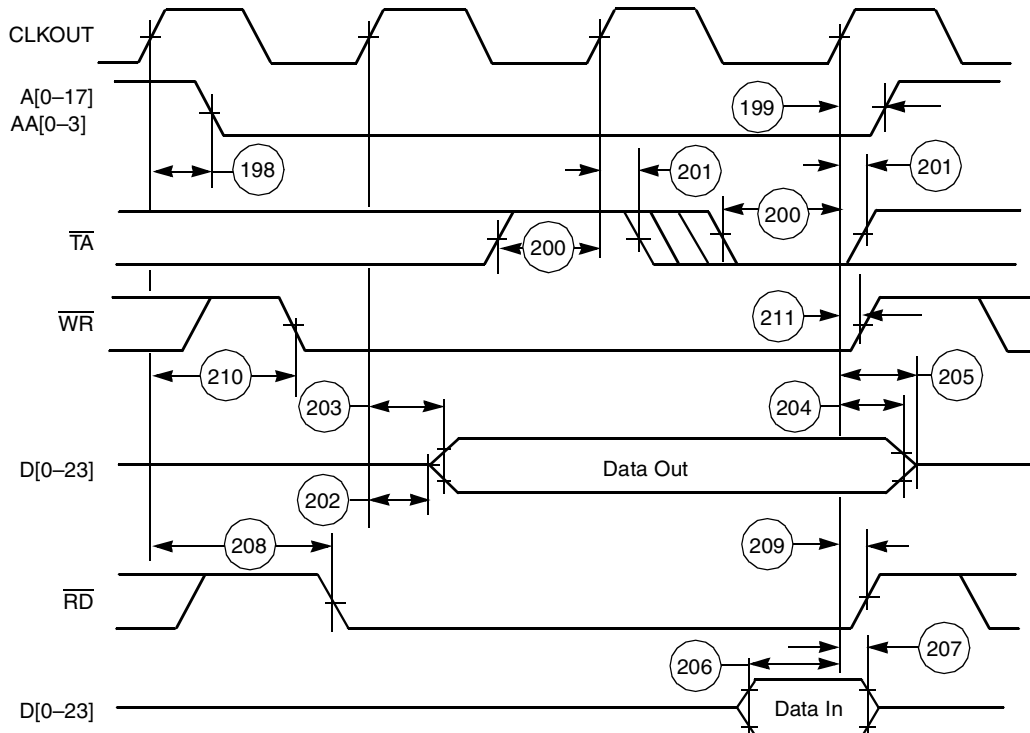 CLKOUT
A[0–17]
AA[0–3]
199
198
201
201
200
200
TA
WR
211
210
205
203
204
D[0–23]
Data Out
202
208
209
RD
206
207
D[0–23]
Data In